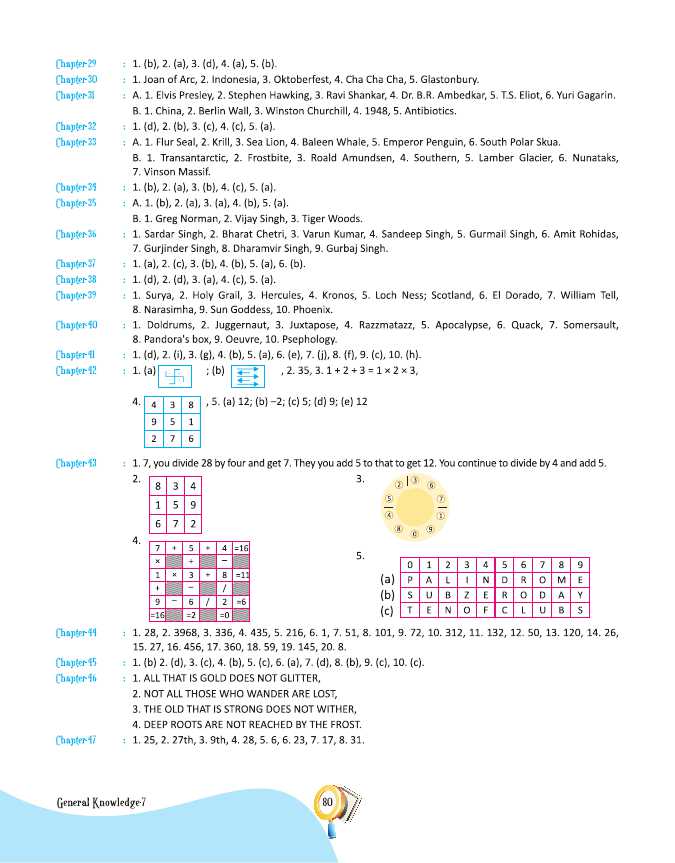 Chapter-29 : 1. (b), 2. (a), 3. (d), 4. (a), 5. (b).
Chapter-30 : 1. Joan of Arc, 2. Indonesia, 3. Oktoberfest, 4. Cha Cha Cha, 5. Glastonbury.
Chapter-31 : A. 1. Elvis Presley, 2. Stephen Hawking, 3. Ravi Shankar, 4. Dr. B.R. Ambedkar, 5. T.S. Eliot, 6. Yuri Gagarin.
B. 1. China, 2. Berlin Wall, 3. Winston Churchill, 4. 1948, 5. Antibiotics.
Chapter-32 : 1. (d), 2. (b), 3. (c), 4. (c), 5. (a).
Chapter-33 : A. 1. Flur Seal, 2. Krill, 3. Sea Lion, 4. Baleen Whale, 5. Emperor Penguin, 6. South Polar Skua.
B. 1. Transantarctic, 2. Frostbite, 3. Roald Amundsen, 4. Southern, 5. Lamber Glacier, 6. Nunataks,
7. Vinson Massif.
Chapter-34 : 1. (b), 2. (a), 3. (b), 4. (c), 5. (a).
Chapter-35 : A. 1. (b), 2. (a), 3. (a), 4. (b), 5. (a).
B. 1. Greg Norman, 2. Vijay Singh, 3. Tiger Woods.
Chapter-36 : 1. Sardar Singh, 2. Bharat Chetri, 3. Varun Kumar, 4. Sandeep Singh, 5. Gurmail Singh, 6. Amit Rohidas,
7. Gurjinder Singh, 8. Dharamvir Singh, 9. Gurbaj Singh.
Chapter-37 : 1. (a), 2. (c), 3. (b), 4. (b), 5. (a), 6. (b).
Chapter-38 : 1. (d), 2. (d), 3. (a), 4. (c), 5. (a).
Chapter-39 : 1. Surya, 2. Holy Grail, 3. Hercules, 4. Kronos, 5. Loch Ness; Scotland, 6. El Dorado, 7. William Tell,
8. Narasimha, 9. Sun Goddess, 10. Phoenix.
Chapter-40 : 1. Doldrums, 2. Juggernaut, 3. Juxtapose, 4. Razzmatazz, 5. Apocalypse, 6. Quack, 7. Somersault,
8. Pandora's box, 9. Oeuvre, 10. Psephology.
Chapter-41 : 1. (d), 2. (i), 3. (g), 4. (b), 5. (a), 6. (e), 7. (j), 8. (f), 9. (c), 10. (h).
Chapter-42 : 1. (a) ; (b) , 2. 35, 3. 1 + 2 + 3 = 1 × 2 × 3,
4. 4 3 8 , 5. (a) 12; (b) –2; (c) 5; (d) 9; (e) 12
9 5 1
2 7 6
Chapter-43 : 1. 7, you divide 28 by four and get 7. They you add 5 to that to get 12. You continue to divide by 4 and add 5.
2.
8 3 4
1 5 9
6 7 2
3.
2 3 6
5 7
4 1
8 0 9
4.
7 + 5 + 4 =16
× + –
1 × 3 + 8 =11
+ – /
9 – 6 / 2 =6
=16 =2 =0
5.
0 1 2 3 4 5 6 7 8 9
(a) P A L I N D R O M E
(b) S U B Z E R O D A Y
(c) T E N O F C L U B S
Chapter-44 : 1. 28, 2. 3968, 3. 336, 4. 435, 5. 216, 6. 1, 7. 51, 8. 101, 9. 72, 10. 312, 11. 132, 12. 50, 13. 120, 14. 26,
15. 27, 16. 456, 17. 360, 18. 59, 19. 145, 20. 8.
Chapter-45 : 1. (b) 2. (d), 3. (c), 4. (b), 5. (c), 6. (a), 7. (d), 8. (b), 9. (c), 10. (c).
Chapter-46 : 1. ALL THAT IS GOLD DOES NOT GLITTER,
2. NOT ALL THOSE WHO WANDER ARE LOST,
3. THE OLD THAT IS STRONG DOES NOT WITHER,
4. DEEP ROOTS ARE NOT REACHED BY THE FROST.
Chapter-47 : 1. 25, 2. 27th, 3. 9th, 4. 28, 5. 6, 6. 23, 7. 17, 8. 31.
General Knowledge-7
80